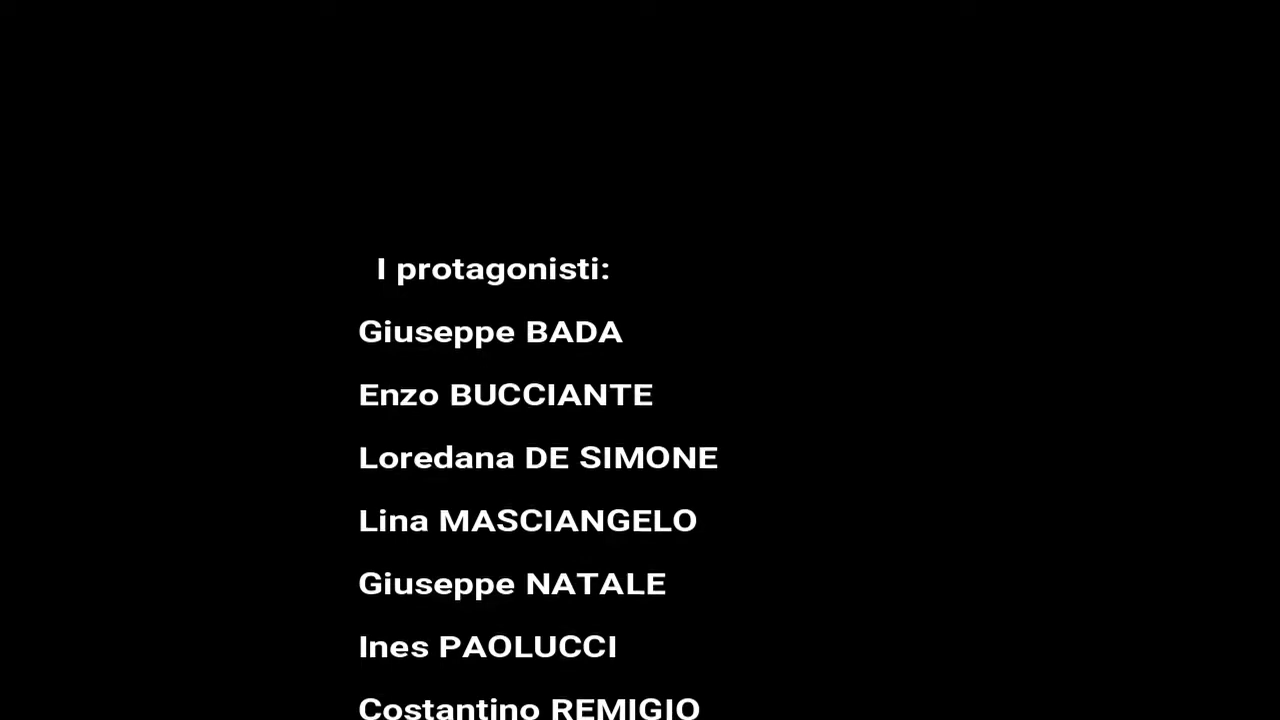 I protagonisti:
Giuseppe BADA
Enzo BUCCIANTE
Loredana DE SIMONE
Lina MASCIANGELO
Giuseppe NATALE
Ines PAOLUCCI
Costantino REMIGIO